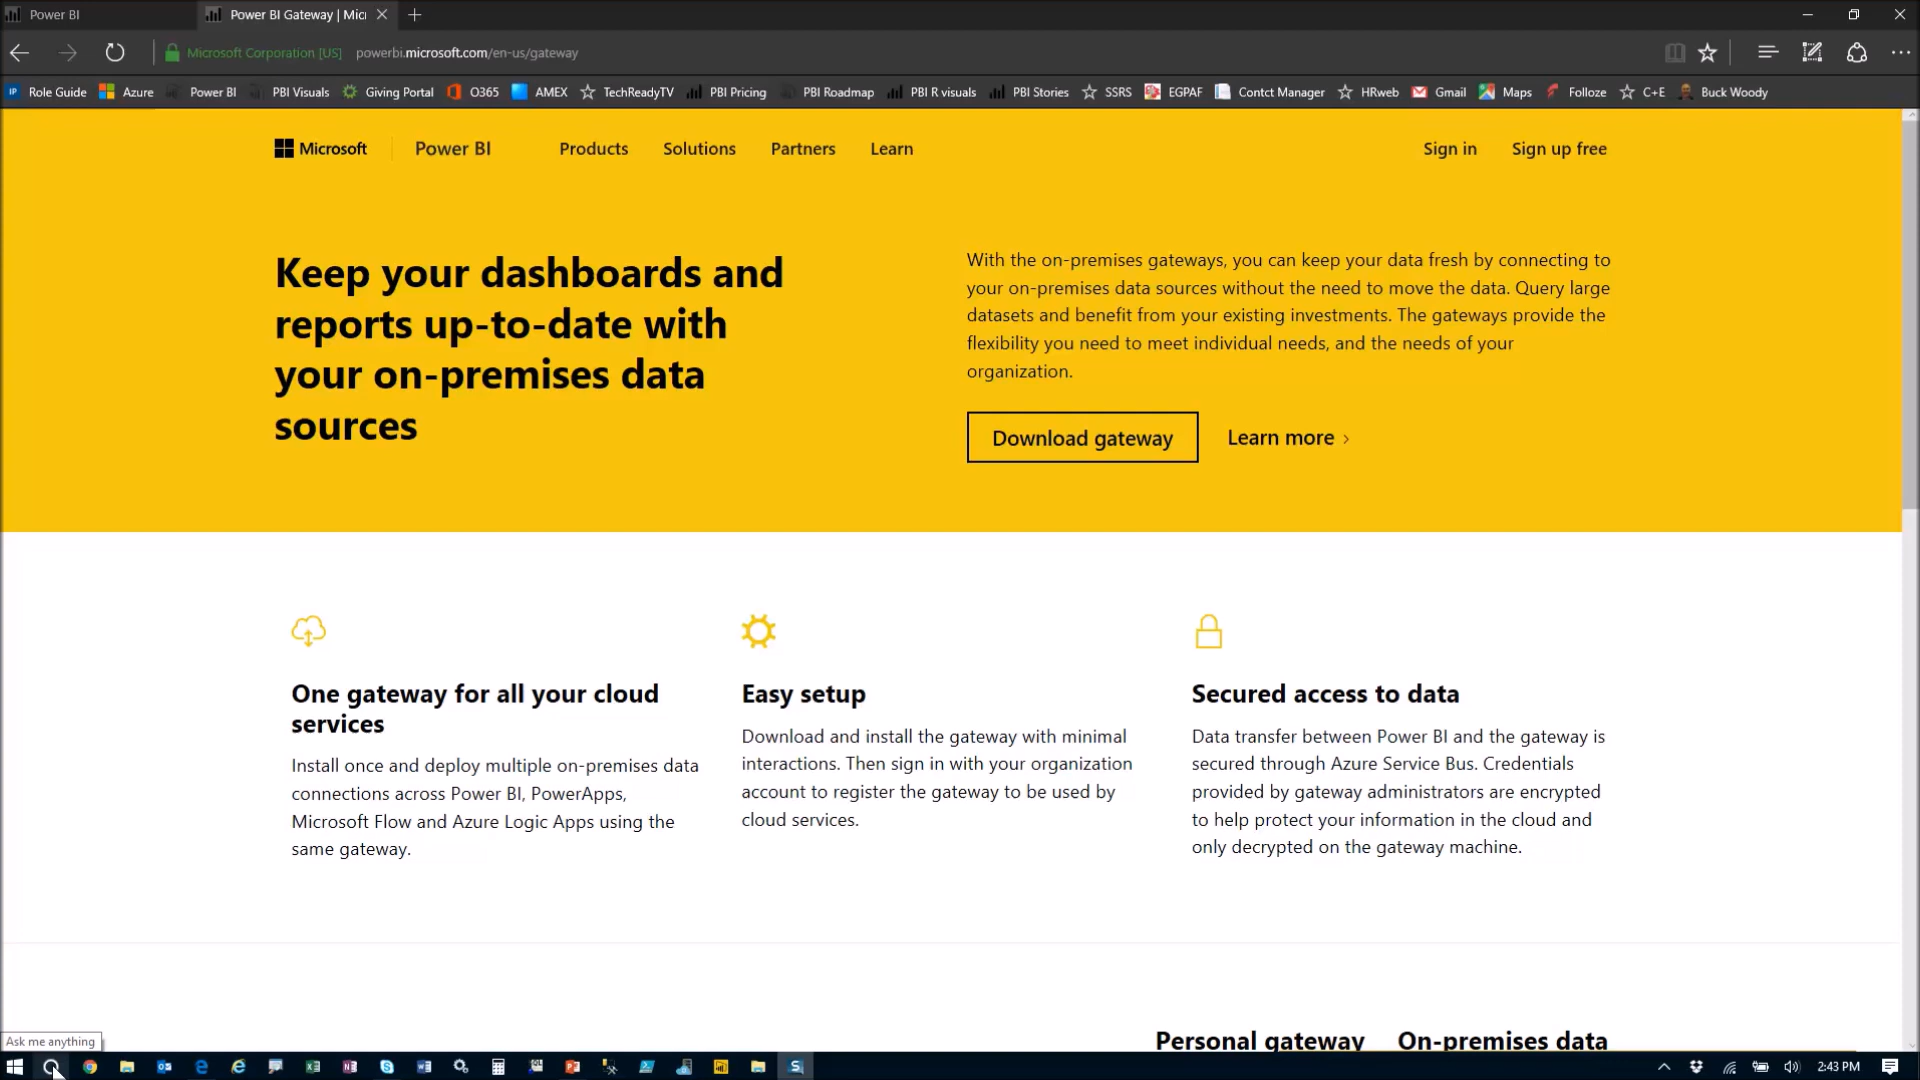 Power BI
Power BI Gateway | Mic
Microsoft Corporation [US] powerbi.microsoft.com/en-us/gateway
Role Guide Azure Power BI PBI Visuals Giving Portal O365 AMEX TechReadyTV PBI Pricing PBI Roadmap PBI R visuals PBI Stories SSRS EGPAF Contct Manager HRweb Gmail Maps Folloze C+E Buck Woody
Microsoft Power BI Products Solutions Partners Learn Sign in Sign up free
Keep your dashboards and
reports up-to-date with
your on-premises data
sources
With the on-premises gateways, you can keep your data fresh by connecting to
your on-premises data sources without the need to move the data. Query large
datasets and benefit from your existing investments. The gateways provide the
flexibility you need to meet individual needs, and the needs of your
organization.
Download gateway Learn more
One gateway for all your cloud
services
Install once and deploy multiple on-premises data
connections across Power BI, PowerApps,
Microsoft Flow and Azure Logic Apps using the
same gateway.
Easy setup
Download and install the gateway with minimal
interactions. Then sign in with your organization
account to register the gateway to be used by
cloud services.
Secured access to data
Data transfer between Power BI and the gateway is
secured through Azure Service Bus. Credentials
provided by gateway administrators are encrypted
to help protect your information in the cloud and
only decrypted on the gateway machine.
Personal gateway On-premises data
Ask me anything
2:43 PM